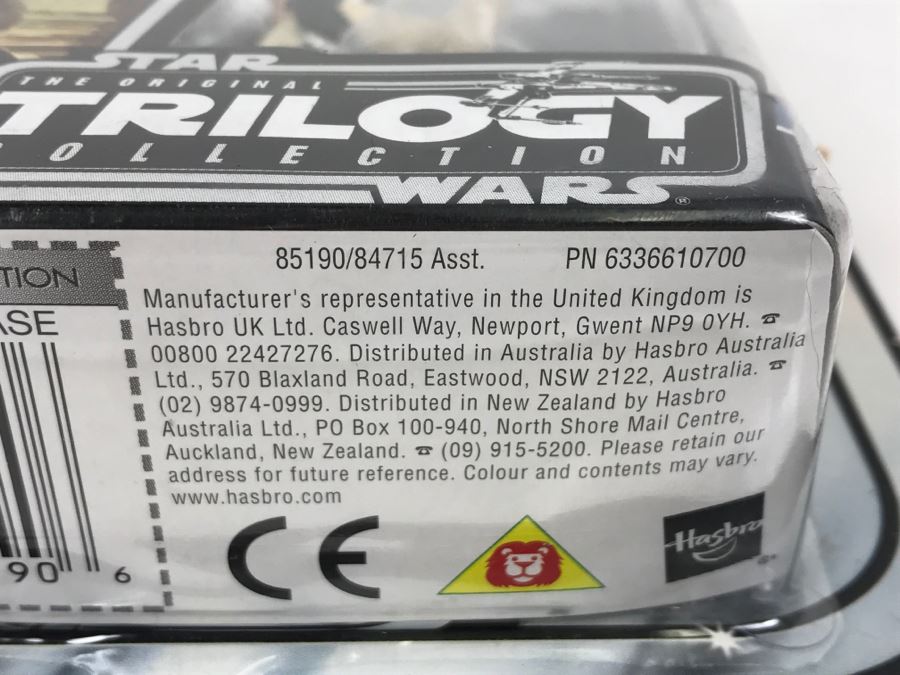 STAR
THE ORIGINAL
TRILOGY
COLLECTION
WARS®
85190/84715 Asst. PN 6336610700
TION
ASE
Manufacturer's representative in the United Kingdom is
Hasbro UK Ltd. Caswell Way, Newport, Gwent NP9 0YH. ☎
00800 22427276. Distributed in Australia by Hasbro Australia
Ltd., 570 Blaxland Road, Eastwood, NSW 2122, Australia. ☎
(02) 9874-0999. Distributed in New Zealand by Hasbro
Australia Ltd., PO Box 100-940, North Shore Mail Centre,
Auckland, New Zealand. ☎ (09) 915-5200. Please retain our
address for future reference. Colour and contents may vary.
www.hasbro.com
90 6
CE
Hasbro